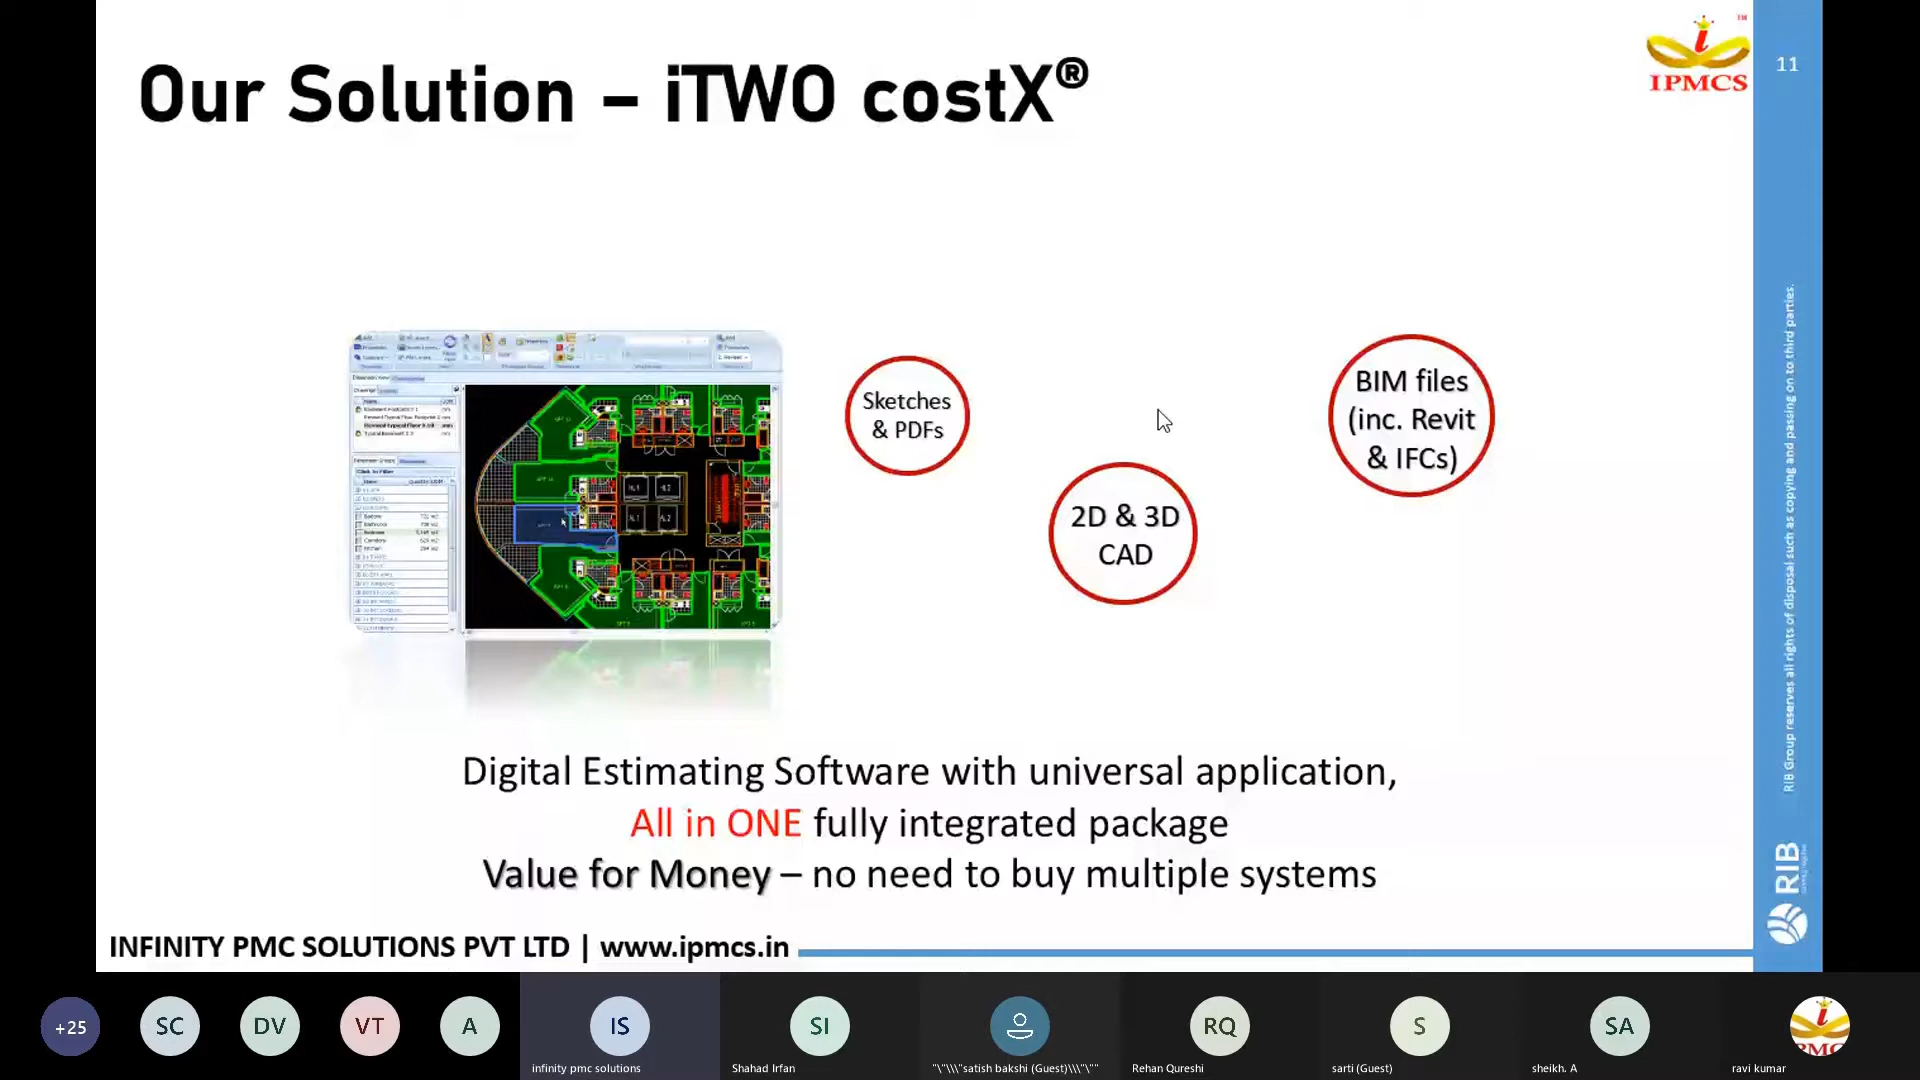 Our Solution – iTWO costX®
™
IPMCS
11
Sketches
& PDFs
2D & 3D
CAD
BIM files
(inc. Revit
& IFCs)
Digital Estimating Software with universal application,
All in ONE fully integrated package
Value for Money – no need to buy multiple systems
INFINITY PMC SOLUTIONS PVT LTD | www.ipmcs.in
RIB Group reserves all rights of disposal such as copying and passing on to third parties.
RIB
+25
SC
DV
VT
A
IS
infinity pmc solutions
SI
Shahad Irfan
"\"\\\"satish bakshi (Guest)\\\"\""
RQ
Rehan Qureshi
S
sarti (Guest)
SA
sheikh. A
ravi kumar